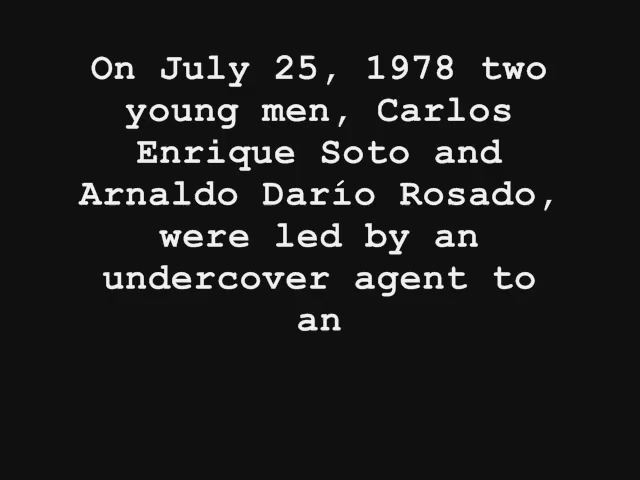 On July 25, 1978 two
young men, Carlos
Enrique Soto and
Arnaldo Darío Rosado,
were led by an
undercover agent to
an